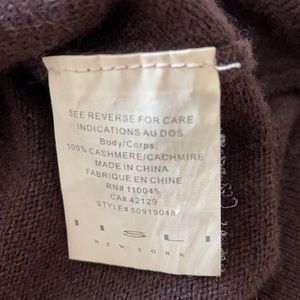 SEE REVERSE FOR CARE
INDICATIONS AU DOS
Body/Corps:
100% CASHMERE/CACHMIRE
MADE IN CHINA
FABRIQUE EN CHINE
RN# 110045
CA# 42129
STYLE# 50919048
NEW YORK